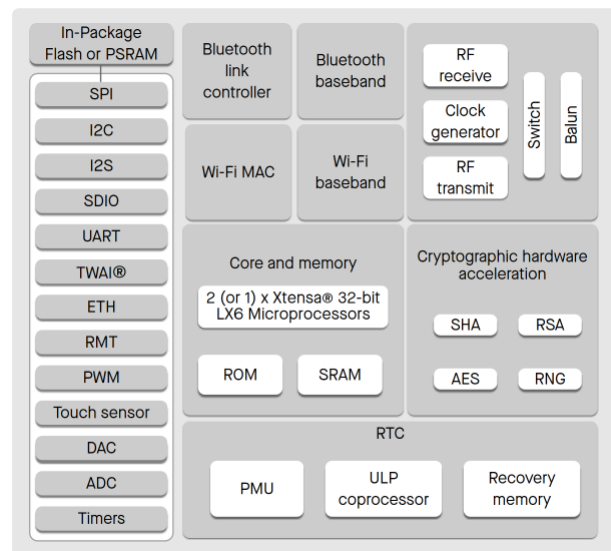 In-Package
Flash or PSRAM
SPI
I2C
I2S
SDIO
UART
TWAI®
ETH
RMT
PWM
Touch sensor
DAC
ADC
Timers
Bluetooth
link
controller
Bluetooth
baseband
Wi-Fi MAC
Wi-Fi
baseband
RF
receive
Clock
generator
RF
transmit
Switch
Balun
Core and memory
2 (or 1) x Xtensa® 32-bit
LX6 Microprocessors
ROM
SRAM
Cryptographic hardware
acceleration
SHA
RSA
AES
RNG
RTC
PMU
ULP
coprocessor
Recovery
memory